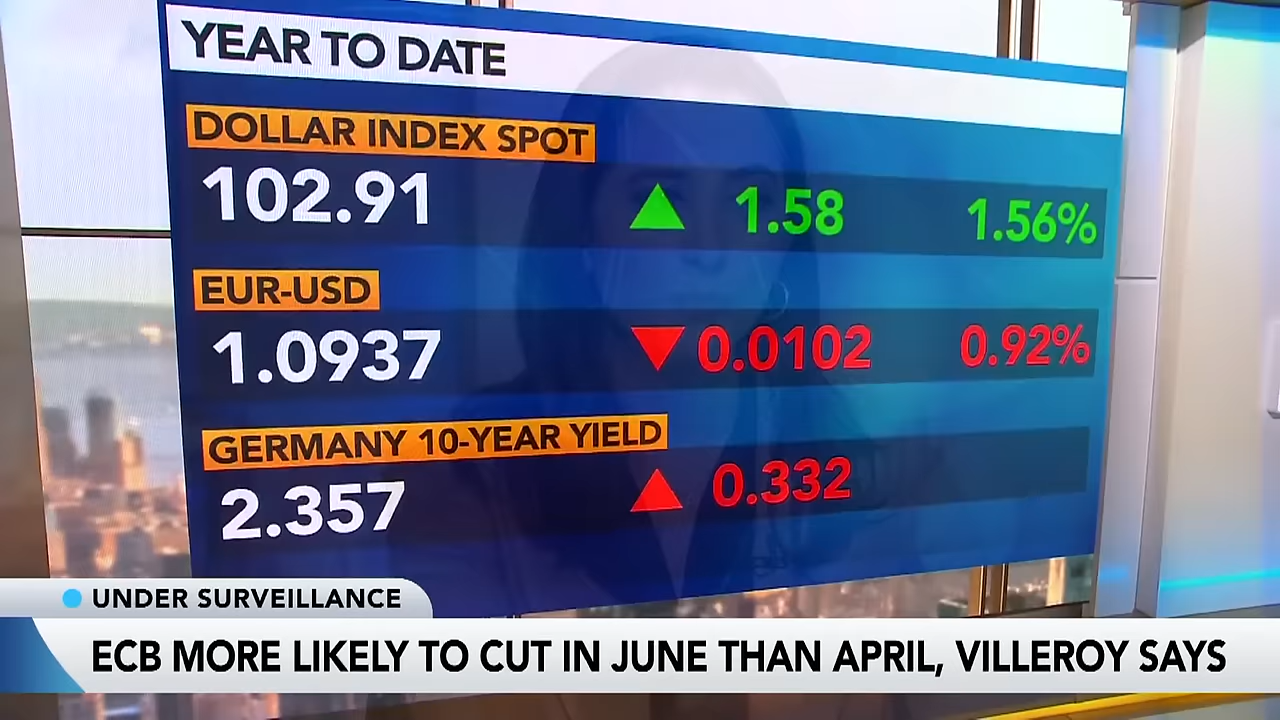 YEAR TO DATE
DOLLAR INDEX SPOT
102.91 ▲ 1.58 1.56%
EUR-USD
1.0937 ▼ 0.0102 0.92%
GERMANY 10-YEAR YIELD
2.357 ▲ 0.332
UNDER SURVEILLANCE
ECB MORE LIKELY TO CUT IN JUNE THAN APRIL, VILLEROY SAYS